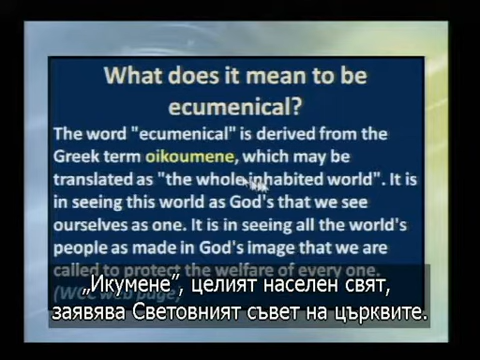 What does it mean to be
ecumenical?
The word "ecumenical" is derived from the
Greek term oikoumene, which may be
translated as "the whole inhabited world". It is
in seeing this world as God's that we see
ourselves as one. It is in seeing all the world's
people as made in God's image that we are
called to protect the welfare of every one.
(WCC web page)
„Икумене”, целият населен свят,
заявява Световният съвет на църквите.